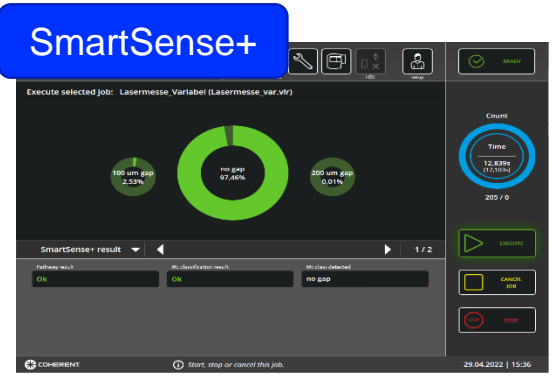 SmartSense+
HDL
setup
READY
Execute selected job: Lasermesse_Variabel (Lasermesse_var.vlr)
100 um gap
2,53%
no gap
97,46%
200 um gap
0,01%
Count
Time
12,839s
[12,103s]
205 / 0
SmartSense+ result
1 / 2
EXECUTE
Pathway result
ML classification result
ML class detected
Ok
Ok
no gap
CANCEL
JOB
STOP
STOP
COHERENT
Start, stop or cancel this job.
29.04.2022 | 15:36